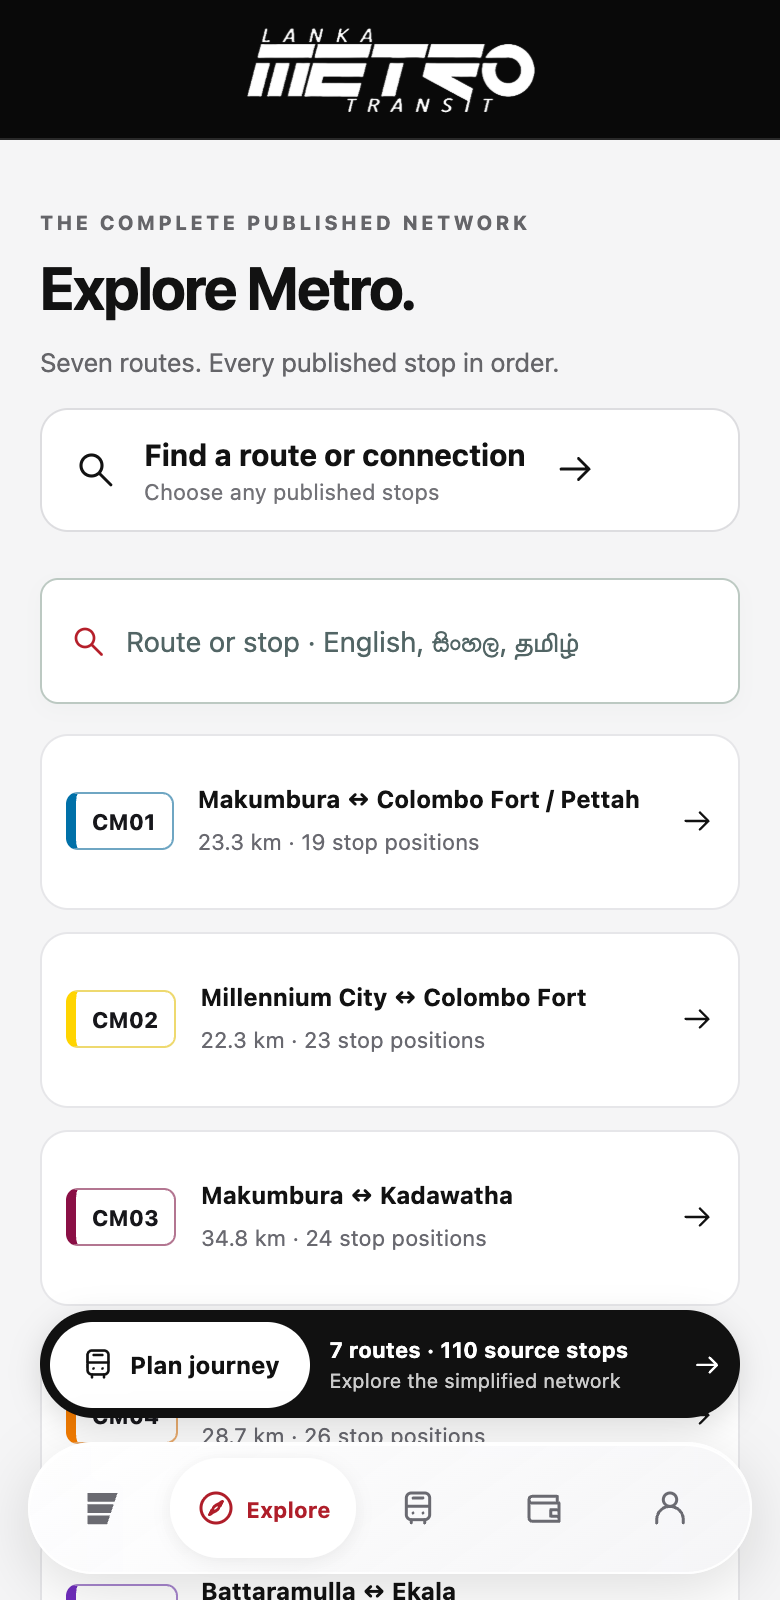 LANKA
METRO
TRANSIT
THE COMPLETE PUBLISHED NETWORK
Explore Metro.
Seven routes. Every published stop in order.
Find a route or connection
Choose any published stops
Route or stop · English, සිංහල, தமிழ்
CM01
Makumbura ↔ Colombo Fort / Pettah
23.3 km · 19 stop positions
CM02
Millennium City ↔ Colombo Fort
22.3 km · 23 stop positions
CM03
Makumbura ↔ Kadawatha
34.8 km · 24 stop positions
Plan journey
7 routes · 110 source stops
Explore the simplified network
CM04
28.7 km · 26 stop positions
Explore
Battaramulla ↔ Ekala